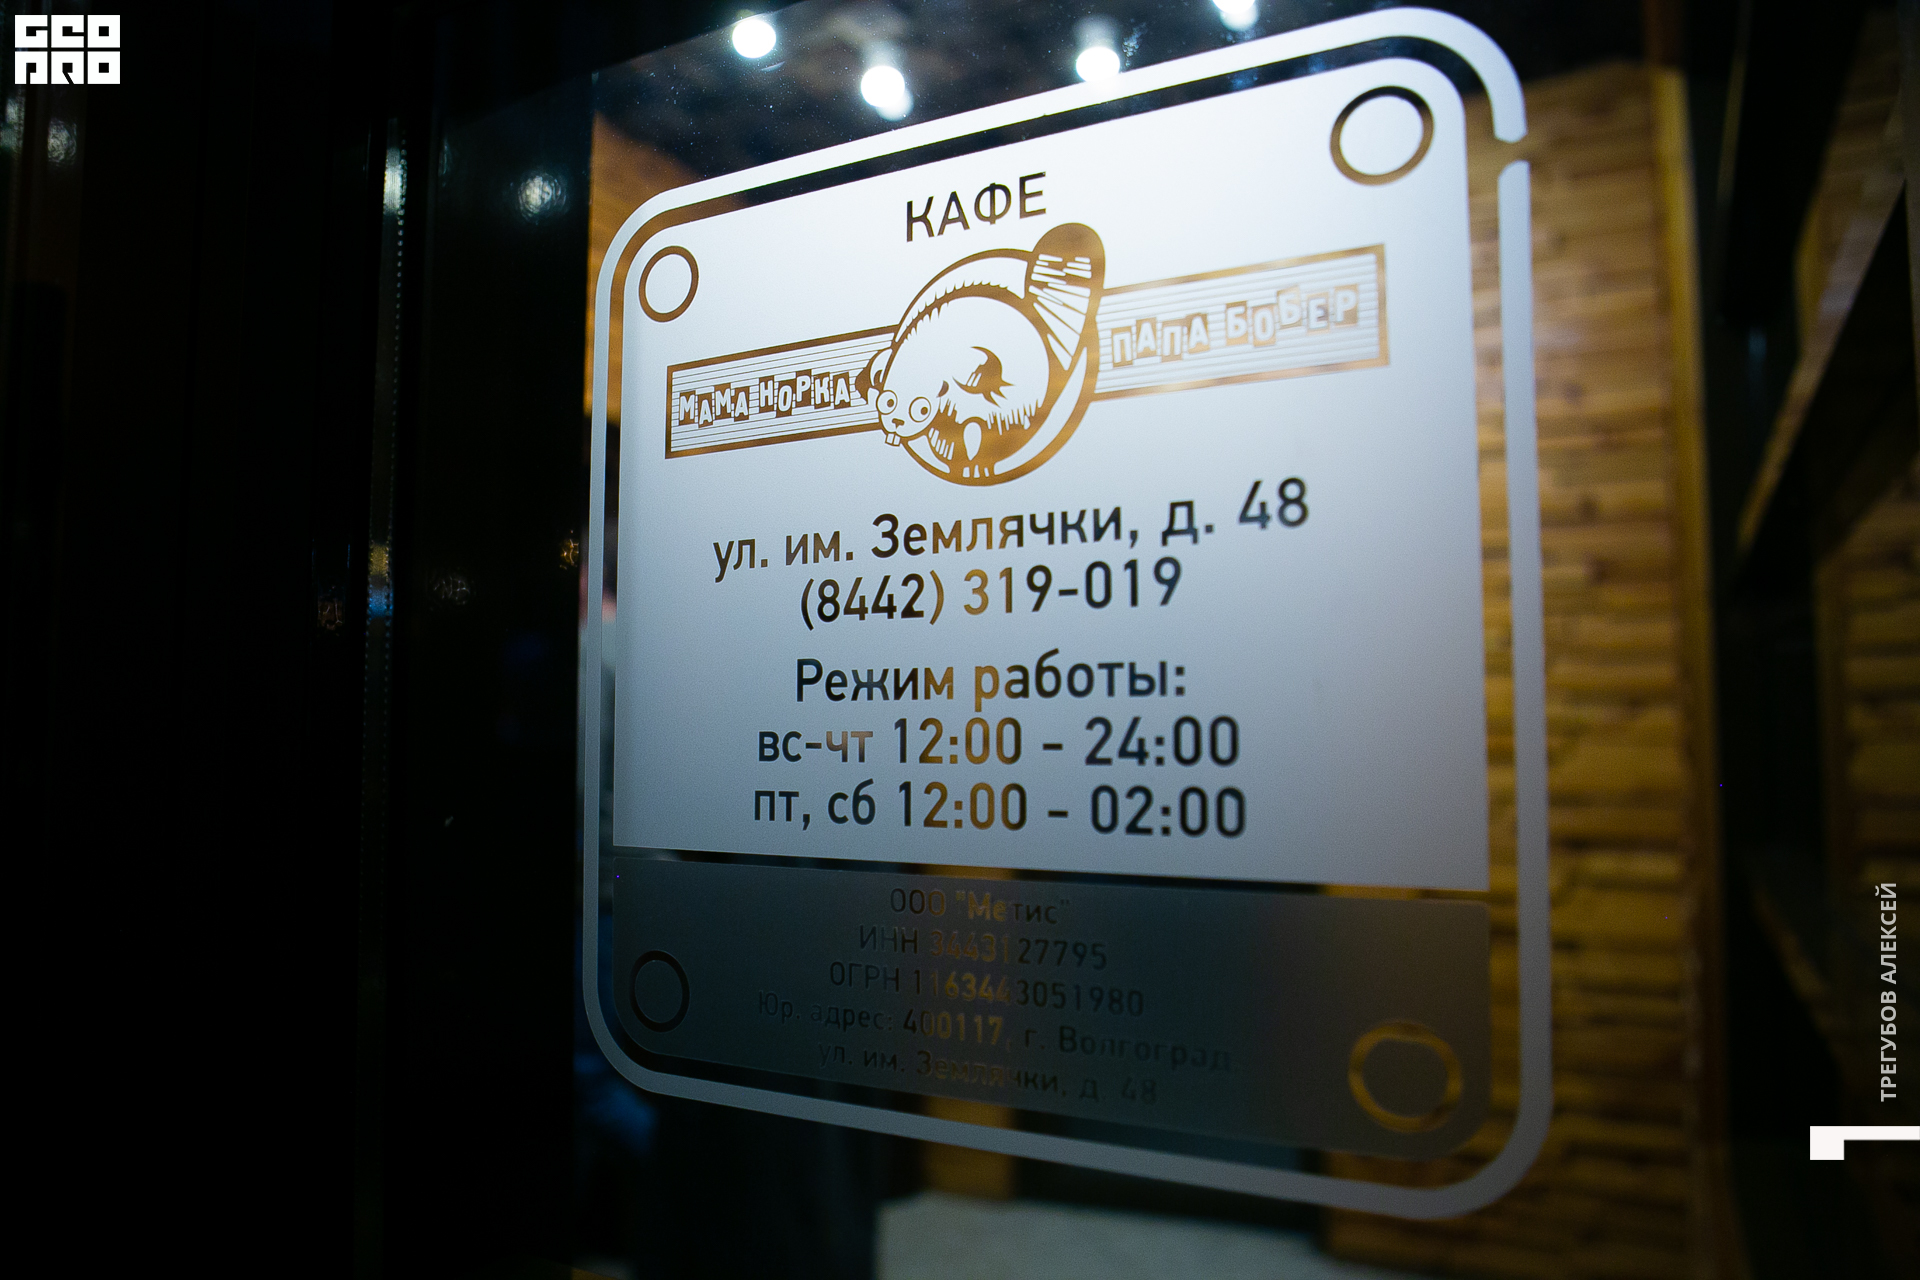 GEO
PRO
КАФЕ
МАМА НОРКА ПАПА БОБЕР
ул. им. Землячки, д. 48
(8442) 319-019
Режим работы:
вс-чт 12:00 - 24:00
пт, сб 12:00 - 02:00
ООО "Метис"
ИНН 3443127795
ОГРН 1163443051980
Юр. адрес: 400117, г. Волгоград
ул. им. Землячки, д. 48
ТРЕГУБОВ АЛЕКСЕЙ